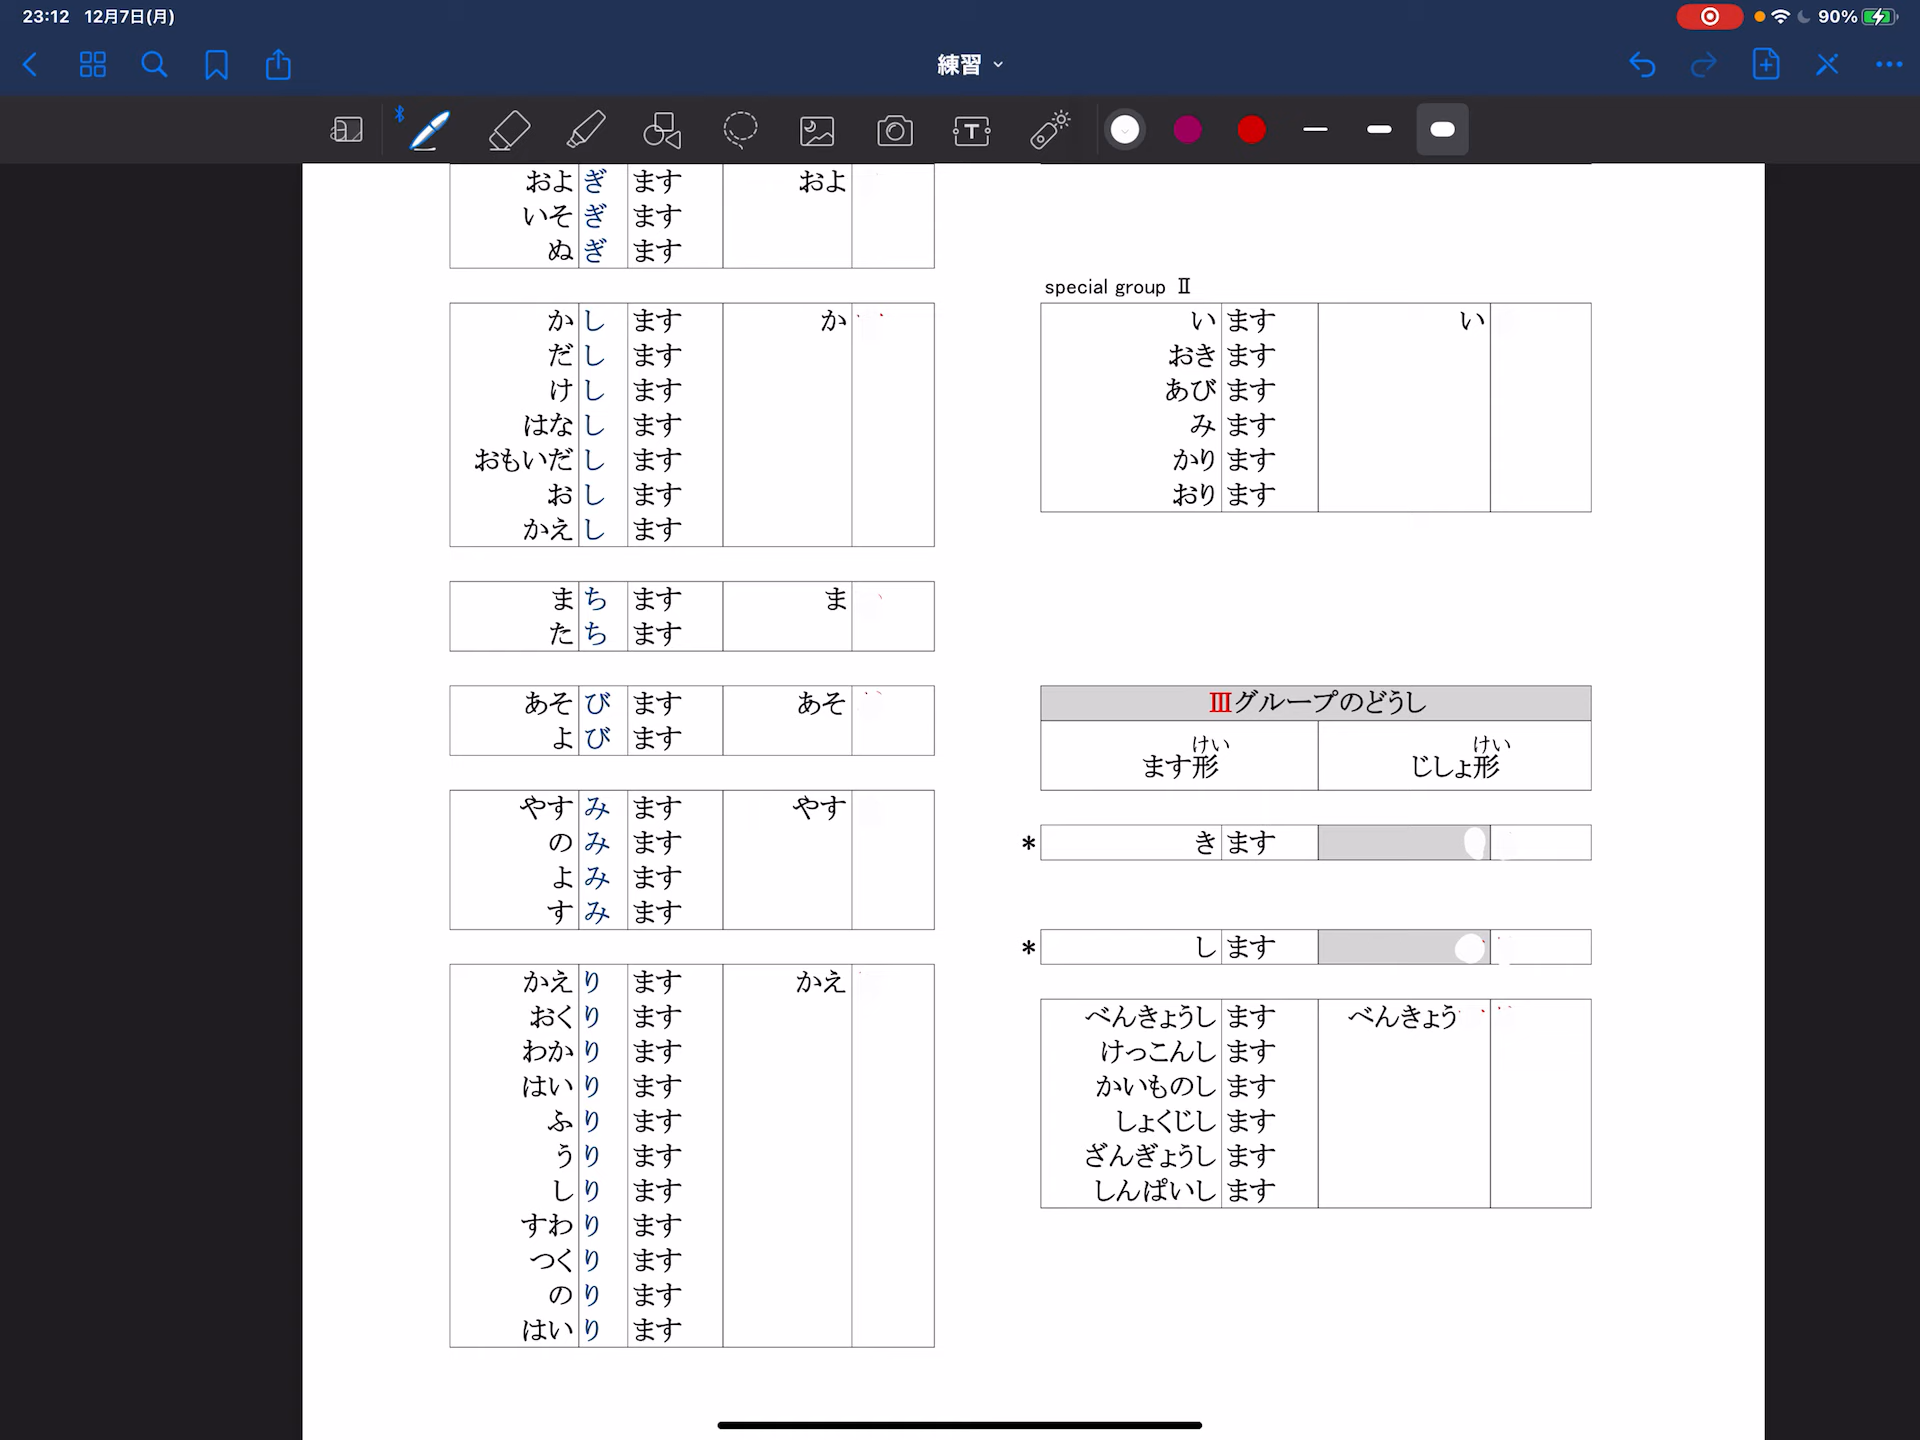 23:12 12月7日(月)
90%
練習
およ ぎ ます およ
いそ ぎ ます
ぬ ぎ ます
か し ます か
だ し ます
け し ます
はな し ます
おもいだ し ます
お し ます
かえ し ます
ま ち ます ま
た ち ます
あそ び ます あそ
よ び ます
やす み ます やす
の み ます
よ み ます
す み ます
かえ り ます かえ
おく り ます
わか り ます
はい り ます
ふ り ます
う り ます
し り ます
すわ り ます
つく り ます
の り ます
はい り ます
special group Ⅱ
い ます い
おき ます
あび ます
み ます
かり ます
おり ます
Ⅲグループのどうし
けい けい
ます形 じしょ形
* き ます
* し ます
べんきょうし ます べんきょう
けっこんし ます
かいものし ます
しょくじし ます
ざんぎょうし ます
しんぱいし ます